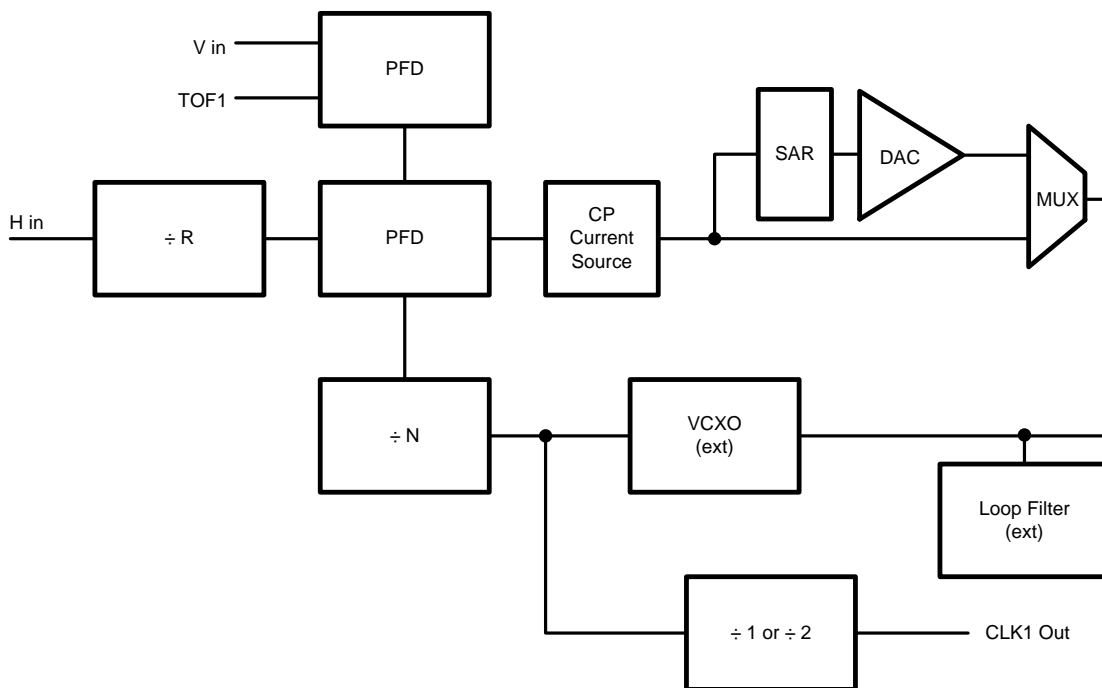 V in
PFD
TOF1
SAR
DAC
MUX
H in
÷ R
PFD
CP
Current
Source
÷ N
VCXO
(ext)
Loop Filter
(ext)
÷ 1 or ÷ 2
CLK1 Out